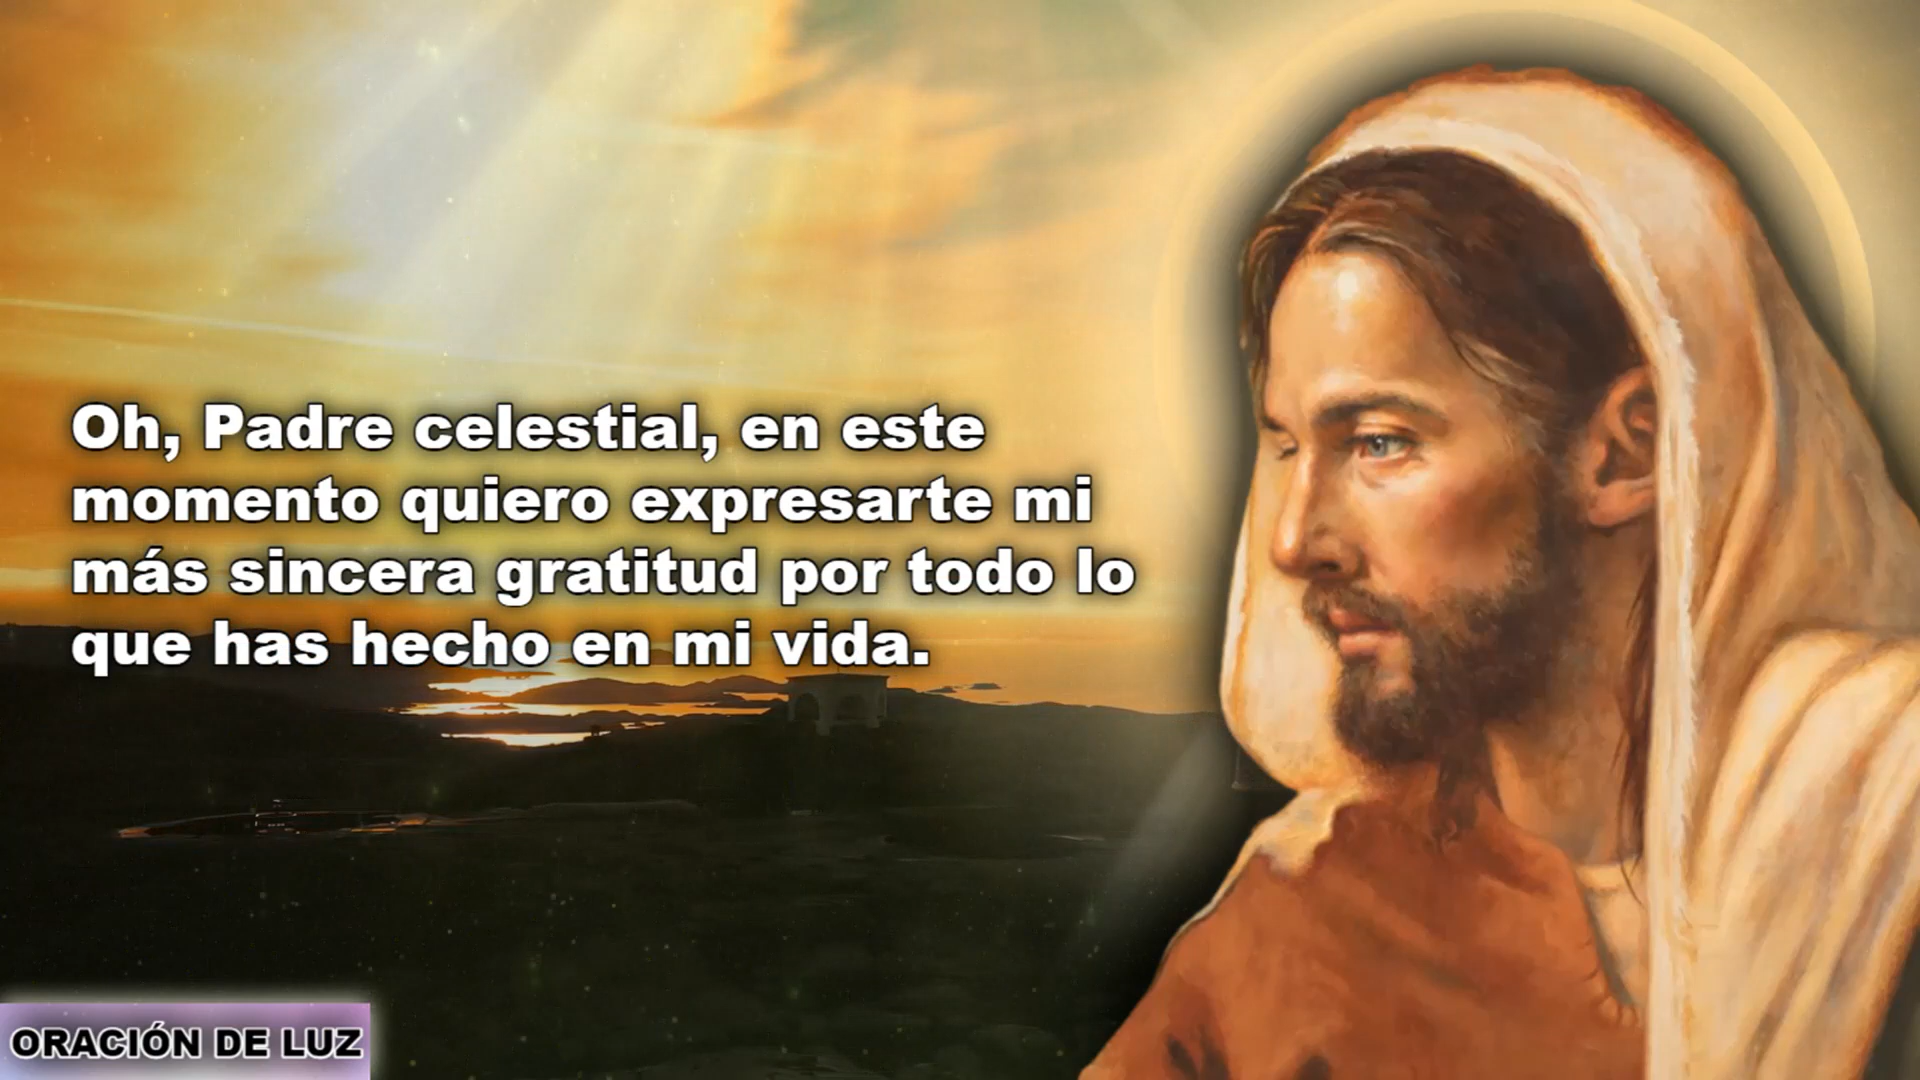 Oh, Padre celestial, en este
momento quiero expresarte mi
más sincera gratitud por todo lo
que has hecho en mi vida.
ORACIÓN DE LUZ